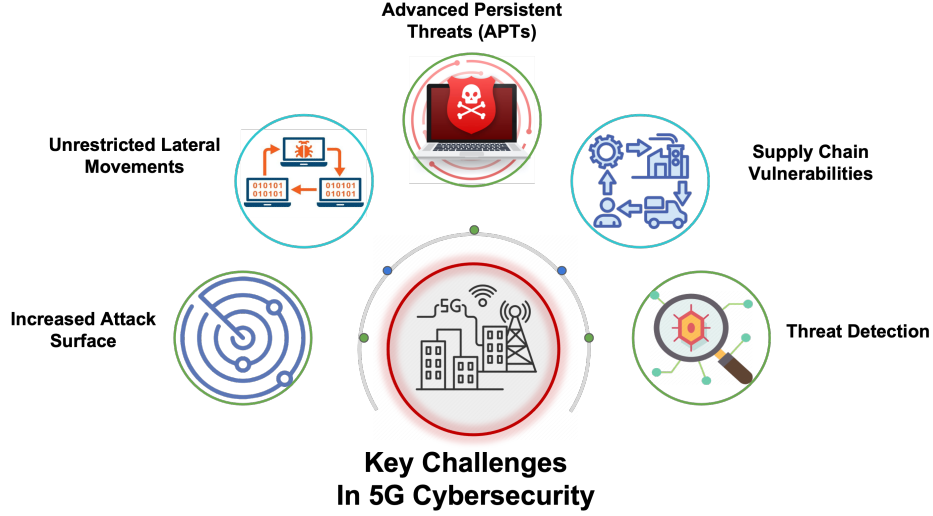 Advanced Persistent
Threats (APTs)
Unrestricted Lateral
Movements
010101
010101
010101
010101
Supply Chain
Vulnerabilities
Increased Attack
Surface
5G
Threat Detection
Key Challenges
In 5G Cybersecurity